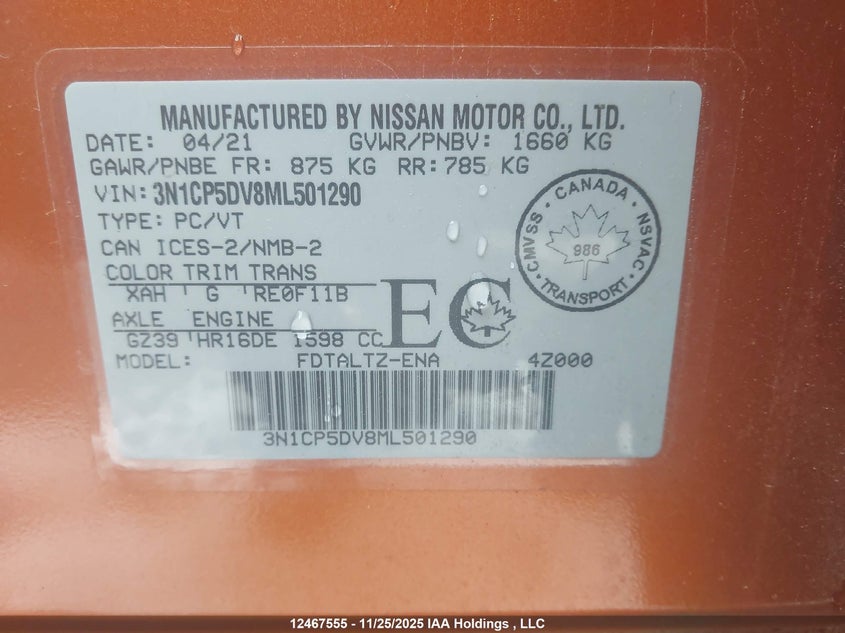 MANUFACTURED BY NISSAN MOTOR CO., LTD.
DATE: 04/21 GVWR/PNBV: 1660 KG
GAWR/PNBE FR: 875 KG RR: 785 KG
VIN: 3N1CP5DV8ML501290
TYPE: PC/VT
CAN ICES-2/NMB-2
COLOR TRIM TRANS
XAH G RE0F11B
AXLE ENGINE
GZ39 HR16DE 1598 CC
EC
MODEL: FDTALTZ-ENA 4Z000
3N1CP5DV8ML501290
CMVSS • CANADA • NSVAC • TRANSPORT •
986
12467555 - 11/25/2025 IAA Holdings , LLC